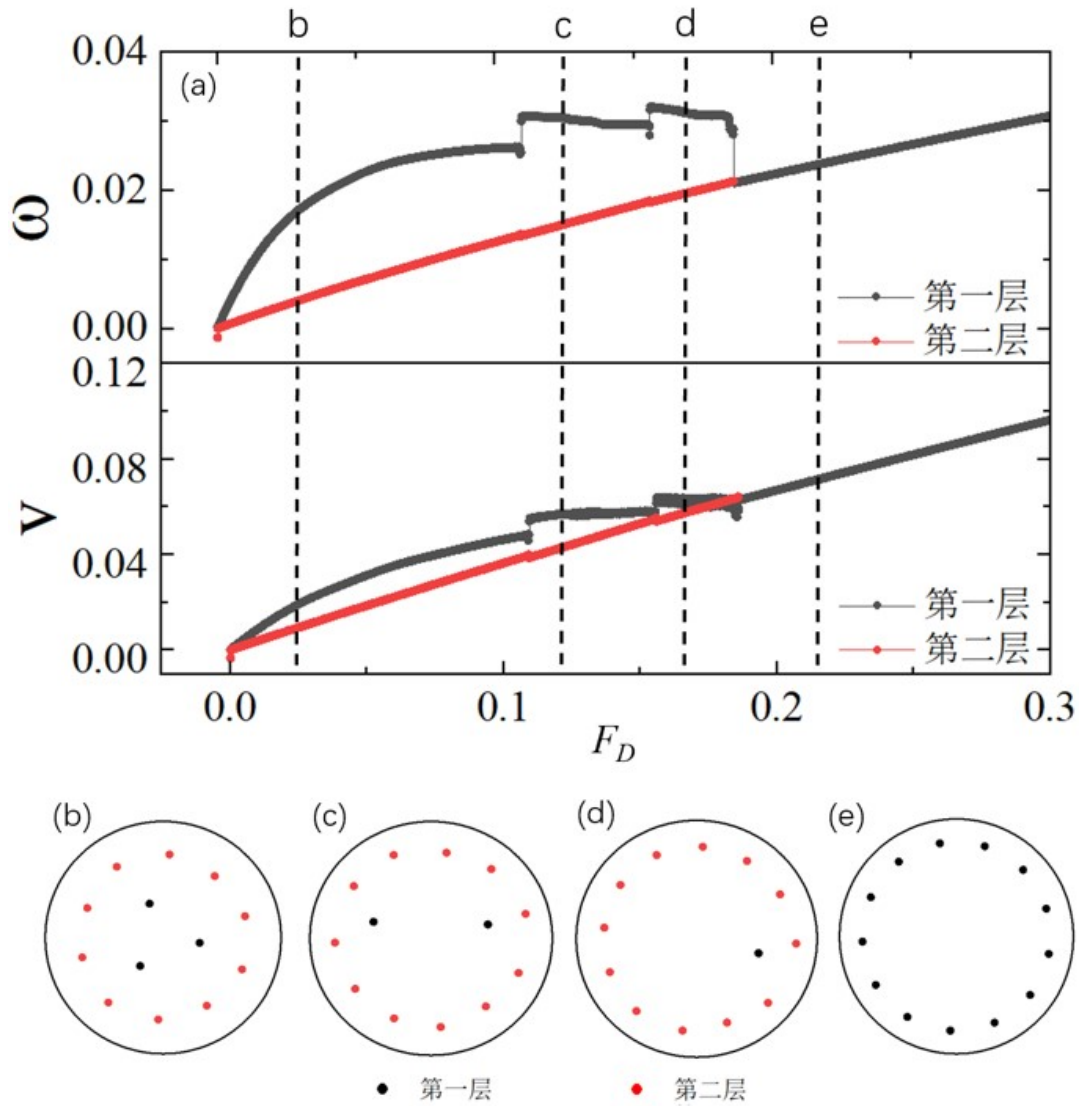 b c d e
(a)
0.04
0.02
0.00
ω
第一层
第二层
0.12
0.08
0.04
0.00
V
第一层
第二层
0.0 0.1 0.2 0.3
F_D
(b) (c) (d) (e)
第一层 第二层